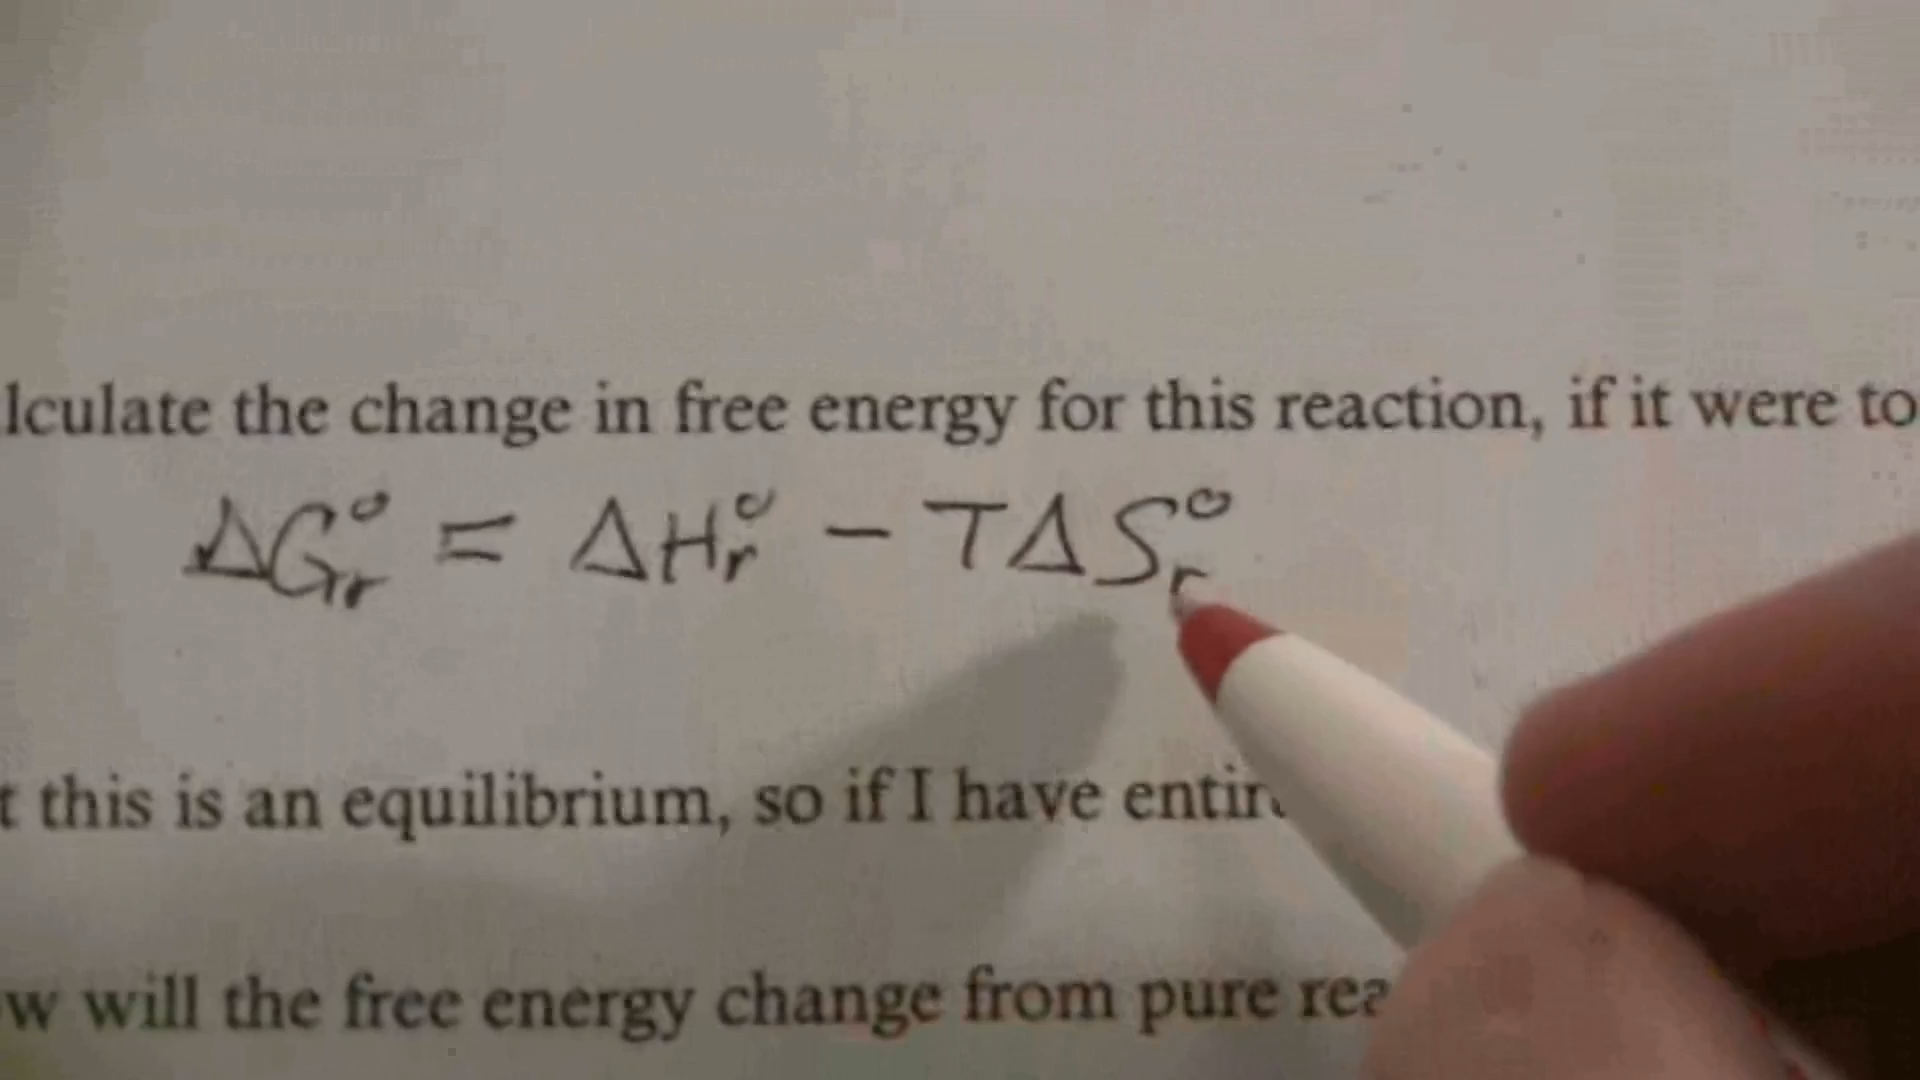 lculate the change in free energy for this reaction, if it were to
ΔG°r = ΔH°r − TΔS°r
t this is an equilibrium, so if I have entir
w will the free energy change from pure rea